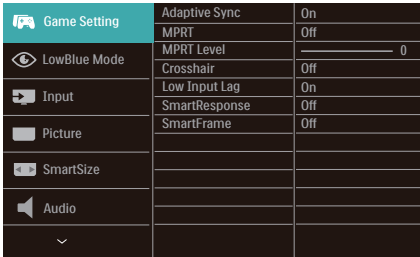 Game Setting
LowBlue Mode
Input
Picture
SmartSize
Audio
Adaptive Sync On
MPRT Off
MPRT Level 0
Crosshair Off
Low Input Lag On
SmartResponse Off
SmartFrame Off